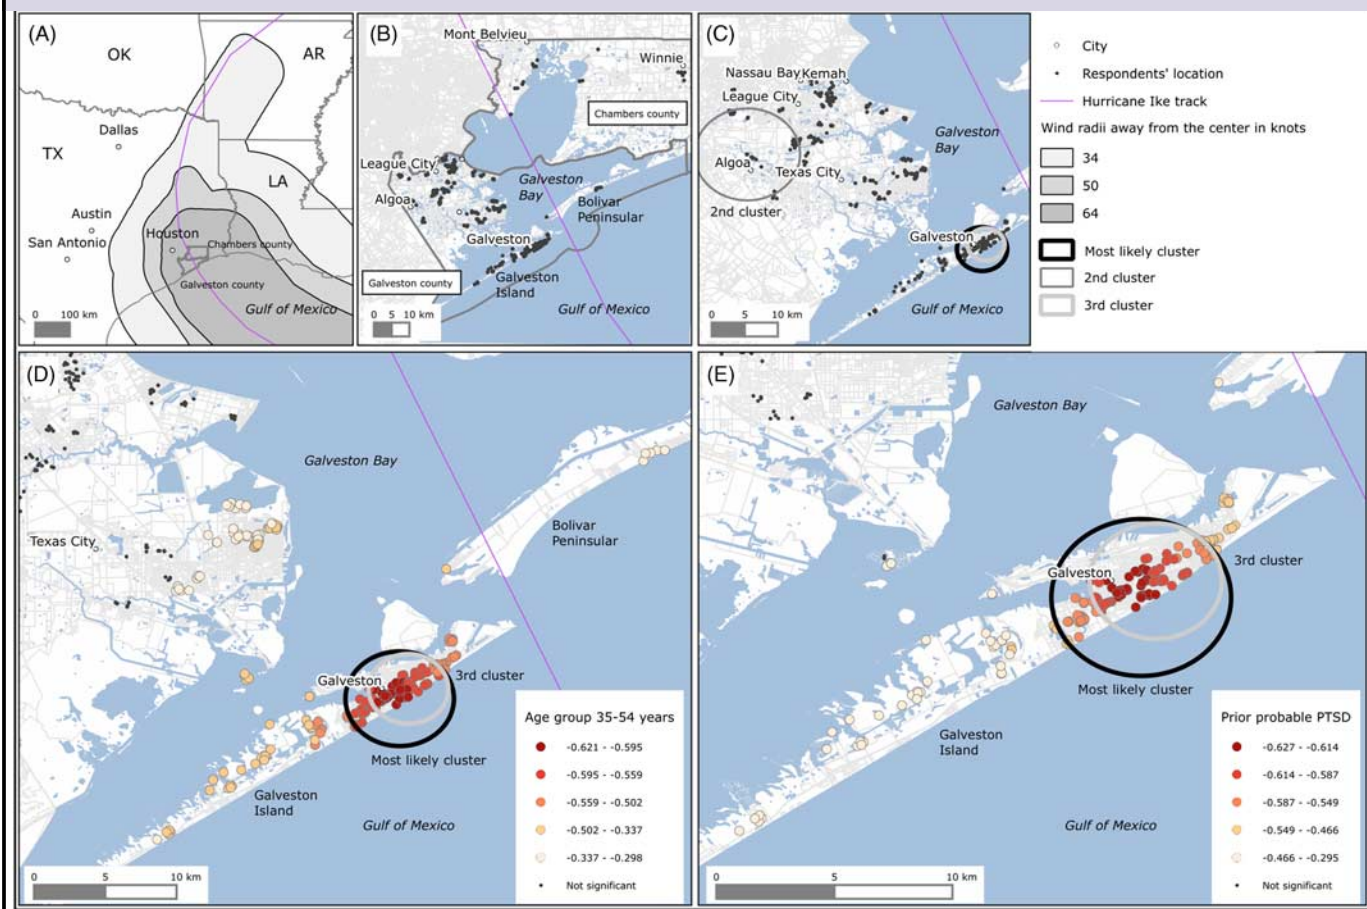 (A)
OK
AR
Dallas
TX
LA
Austin
San Antonio
Houston
Chambers county
Galveston county
Gulf of Mexico
0 100 km
(B)
Mont Belvieu
Winnie
Chambers county
League City
Galveston
Bay
Algoa
Bolivar
Peninsular
Galveston
Galveston county
Galveston
Island
Gulf of Mexico
0 5 10 km
(C)
Nassau Bay
Kemah
League City
Galveston
Bay
Algoa
Texas City
2nd cluster
Galveston
Gulf of Mexico
0 5 10 km
City
Respondents' location
Hurricane Ike track
Wind radii away from the center in knots
34
50
64
Most likely cluster
2nd cluster
3rd cluster
(D)
Galveston Bay
Texas City
Bolivar
Peninsular
Galveston
3rd cluster
Most likely cluster
Galveston
Island
Gulf of Mexico
0 5 10 km
Age group 35-54 years
-0.621 - -0.595
-0.595 - -0.559
-0.559 - -0.502
-0.502 - -0.337
-0.337 - -0.298
Not significant
(E)
Galveston Bay
Galveston
3rd cluster
Most likely cluster
Galveston
Island
Gulf of Mexico
0 5 10 km
Prior probable PTSD
-0.627 - -0.614
-0.614 - -0.587
-0.587 - -0.549
-0.549 - -0.466
-0.466 - -0.295
Not significant